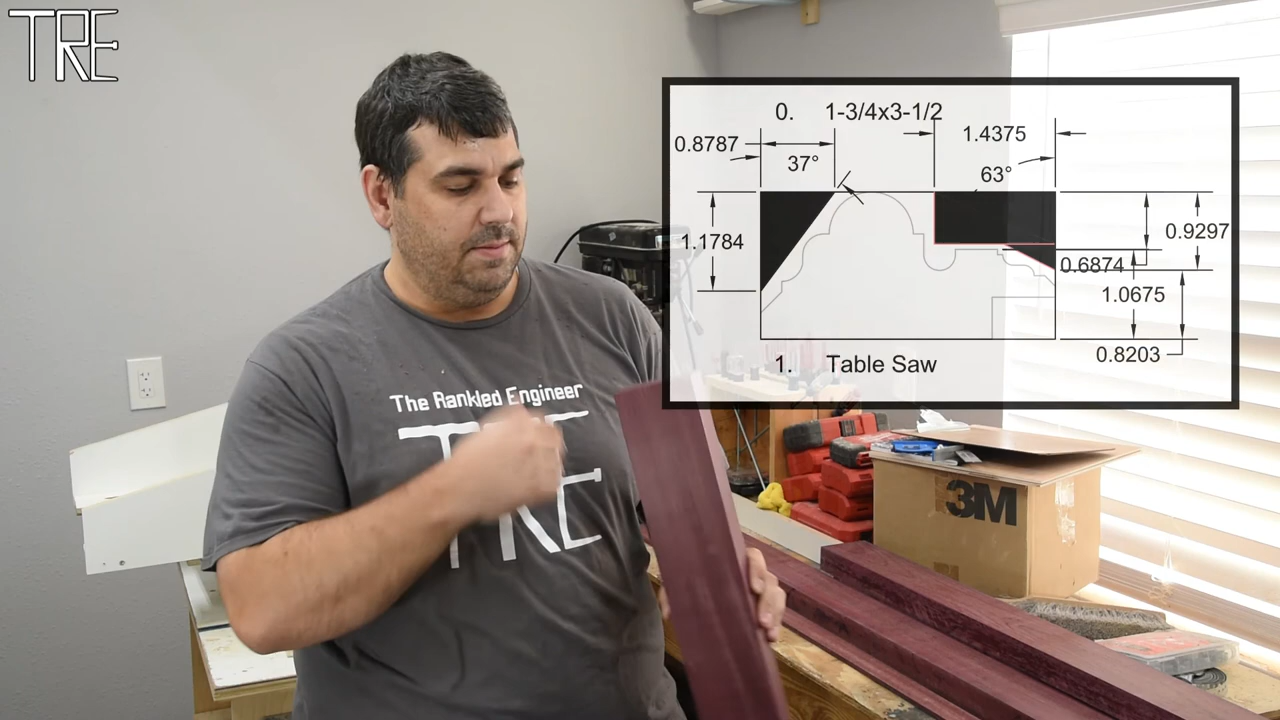 TRE
0. 1-3/4x3-1/2
0.8787
1.4375
37°
63°
1.1784
0.9297
0.6874
1.0675
0.8203
1. Table Saw
The Rankled Engineer
TRE
3M